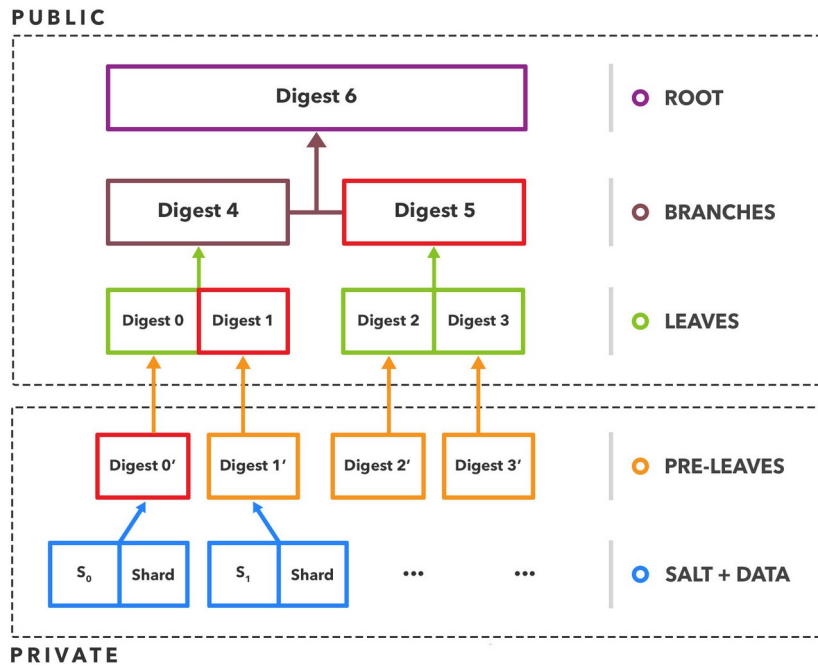 PUBLIC
Digest 6
ROOT
Digest 4
Digest 5
BRANCHES
Digest 0
Digest 1
Digest 2
Digest 3
LEAVES
Digest 0′
Digest 1′
Digest 2′
Digest 3′
PRE-LEAVES
S₀
Shard
S₁
Shard
...
...
SALT + DATA
PRIVATE